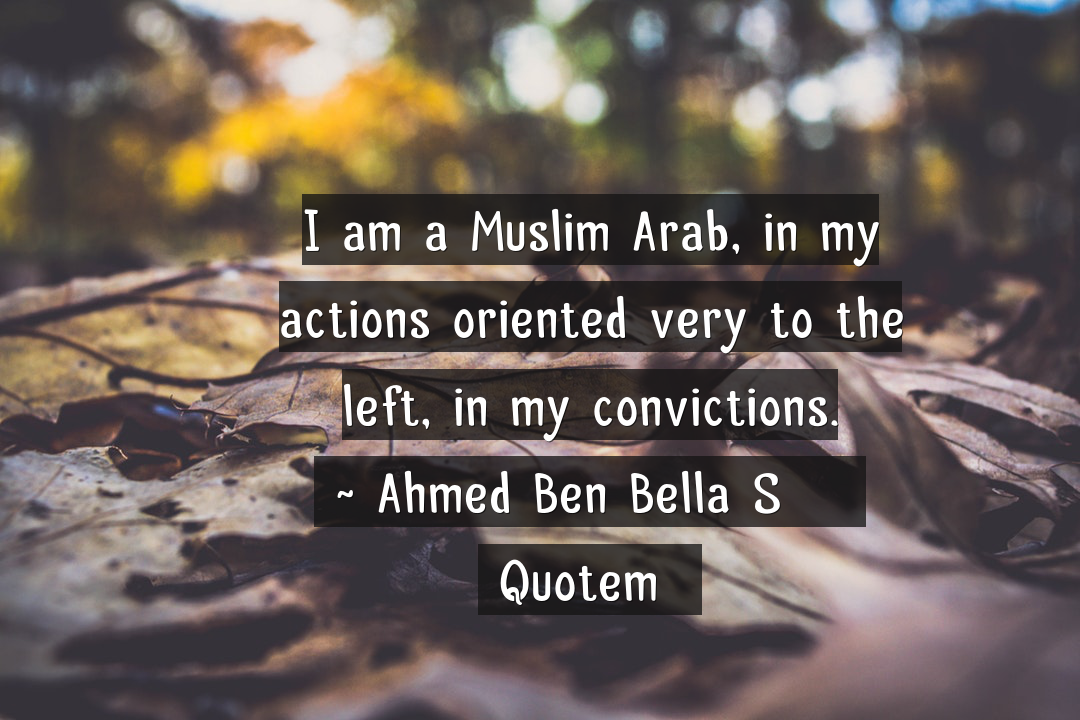 I am a Muslim Arab, in my
actions oriented very to the
left, in my convictions.
~ Ahmed Ben Bella S
Quotem